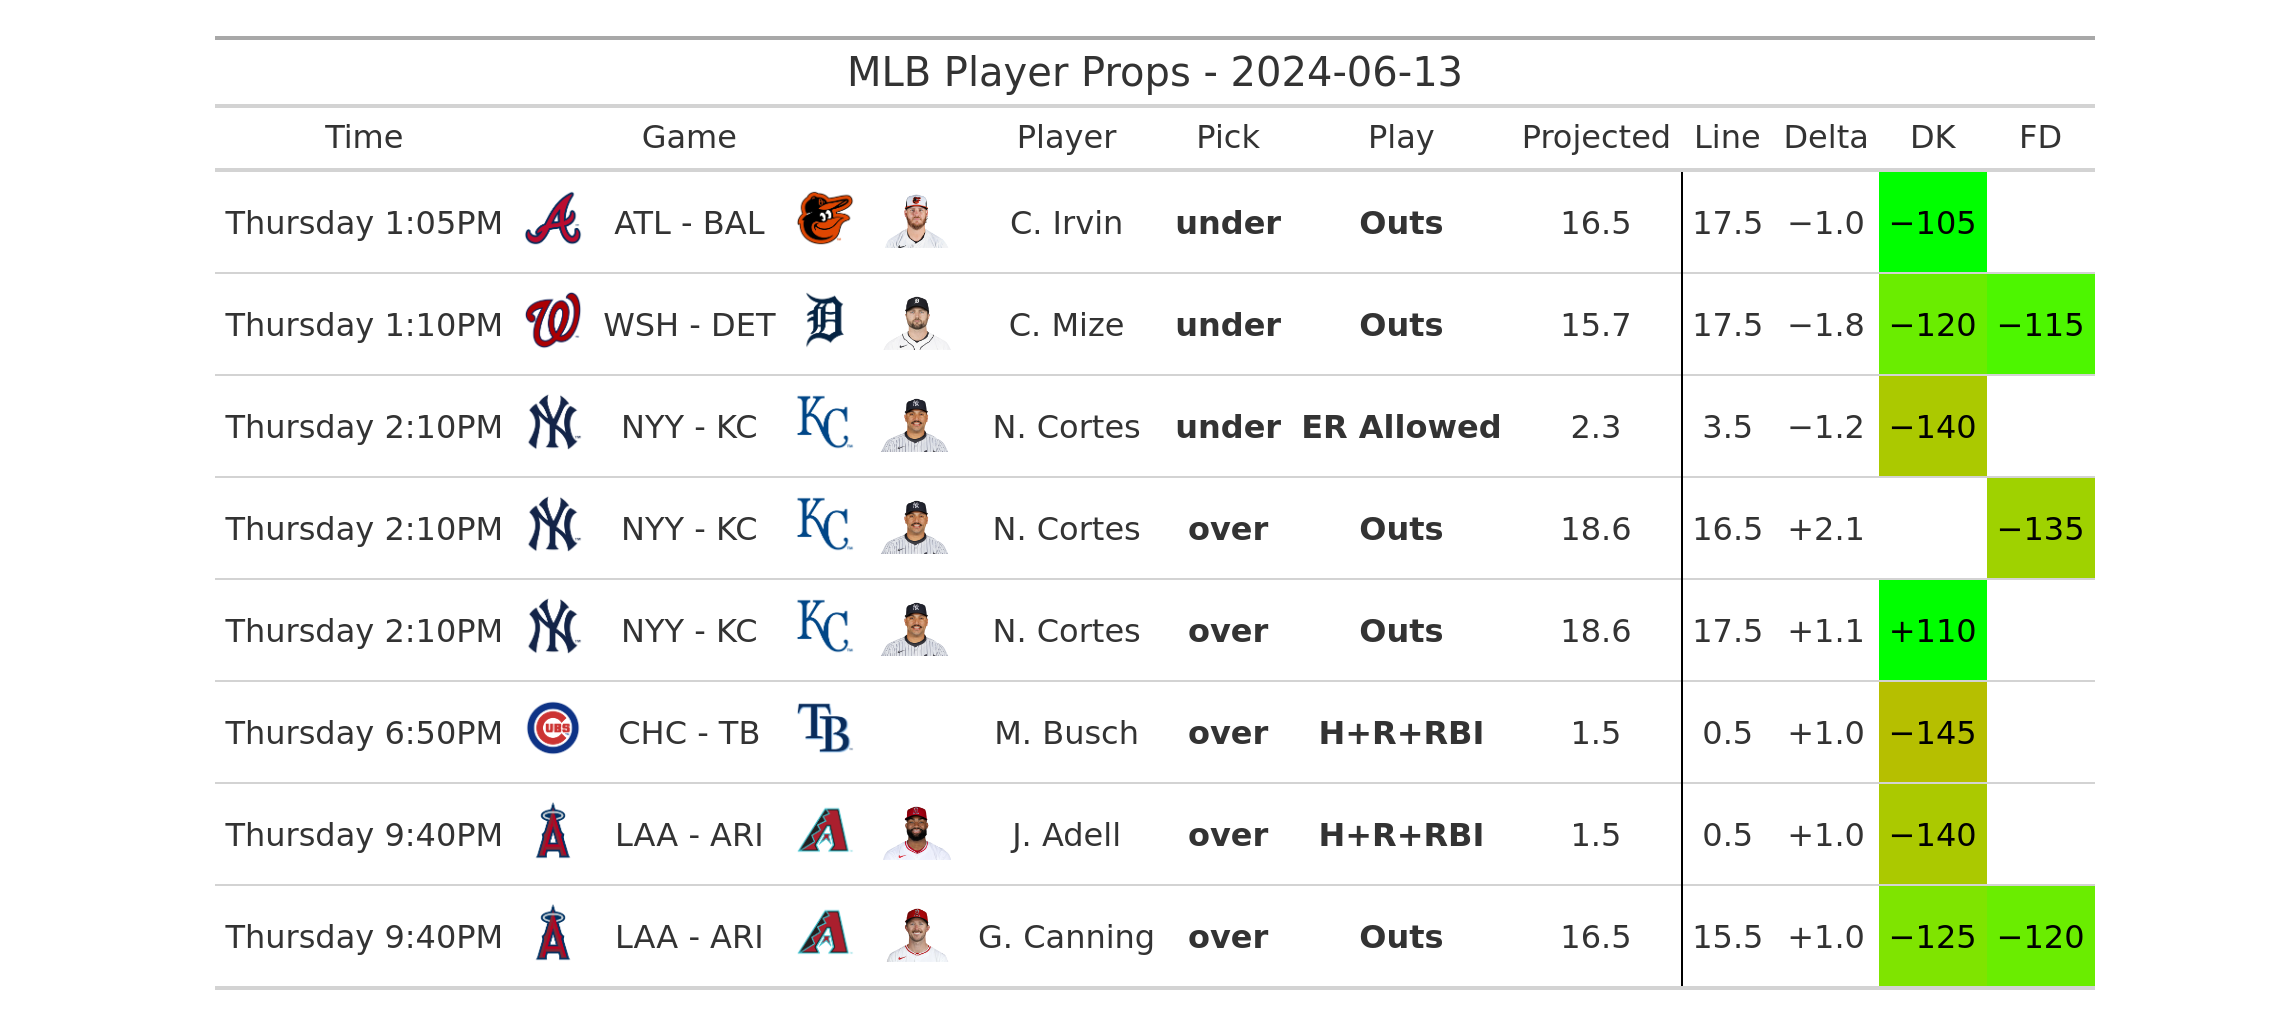 MLB Player Props - 2024-06-13
Time Game Player Pick Play Projected Line Delta DK FD
Thursday 1:05PM ATL - BAL C. Irvin under Outs 16.5 17.5 −1.0 −105
Thursday 1:10PM WSH - DET C. Mize under Outs 15.7 17.5 −1.8 −120 −115
Thursday 2:10PM NYY - KC N. Cortes under ER Allowed 2.3 3.5 −1.2 −140
Thursday 2:10PM NYY - KC N. Cortes over Outs 18.6 16.5 +2.1 −135
Thursday 2:10PM NYY - KC N. Cortes over Outs 18.6 17.5 +1.1 +110
Thursday 6:50PM CHC - TB M. Busch over H+R+RBI 1.5 0.5 +1.0 −145
Thursday 9:40PM LAA - ARI J. Adell over H+R+RBI 1.5 0.5 +1.0 −140
Thursday 9:40PM LAA - ARI G. Canning over Outs 16.5 15.5 +1.0 −125 −120